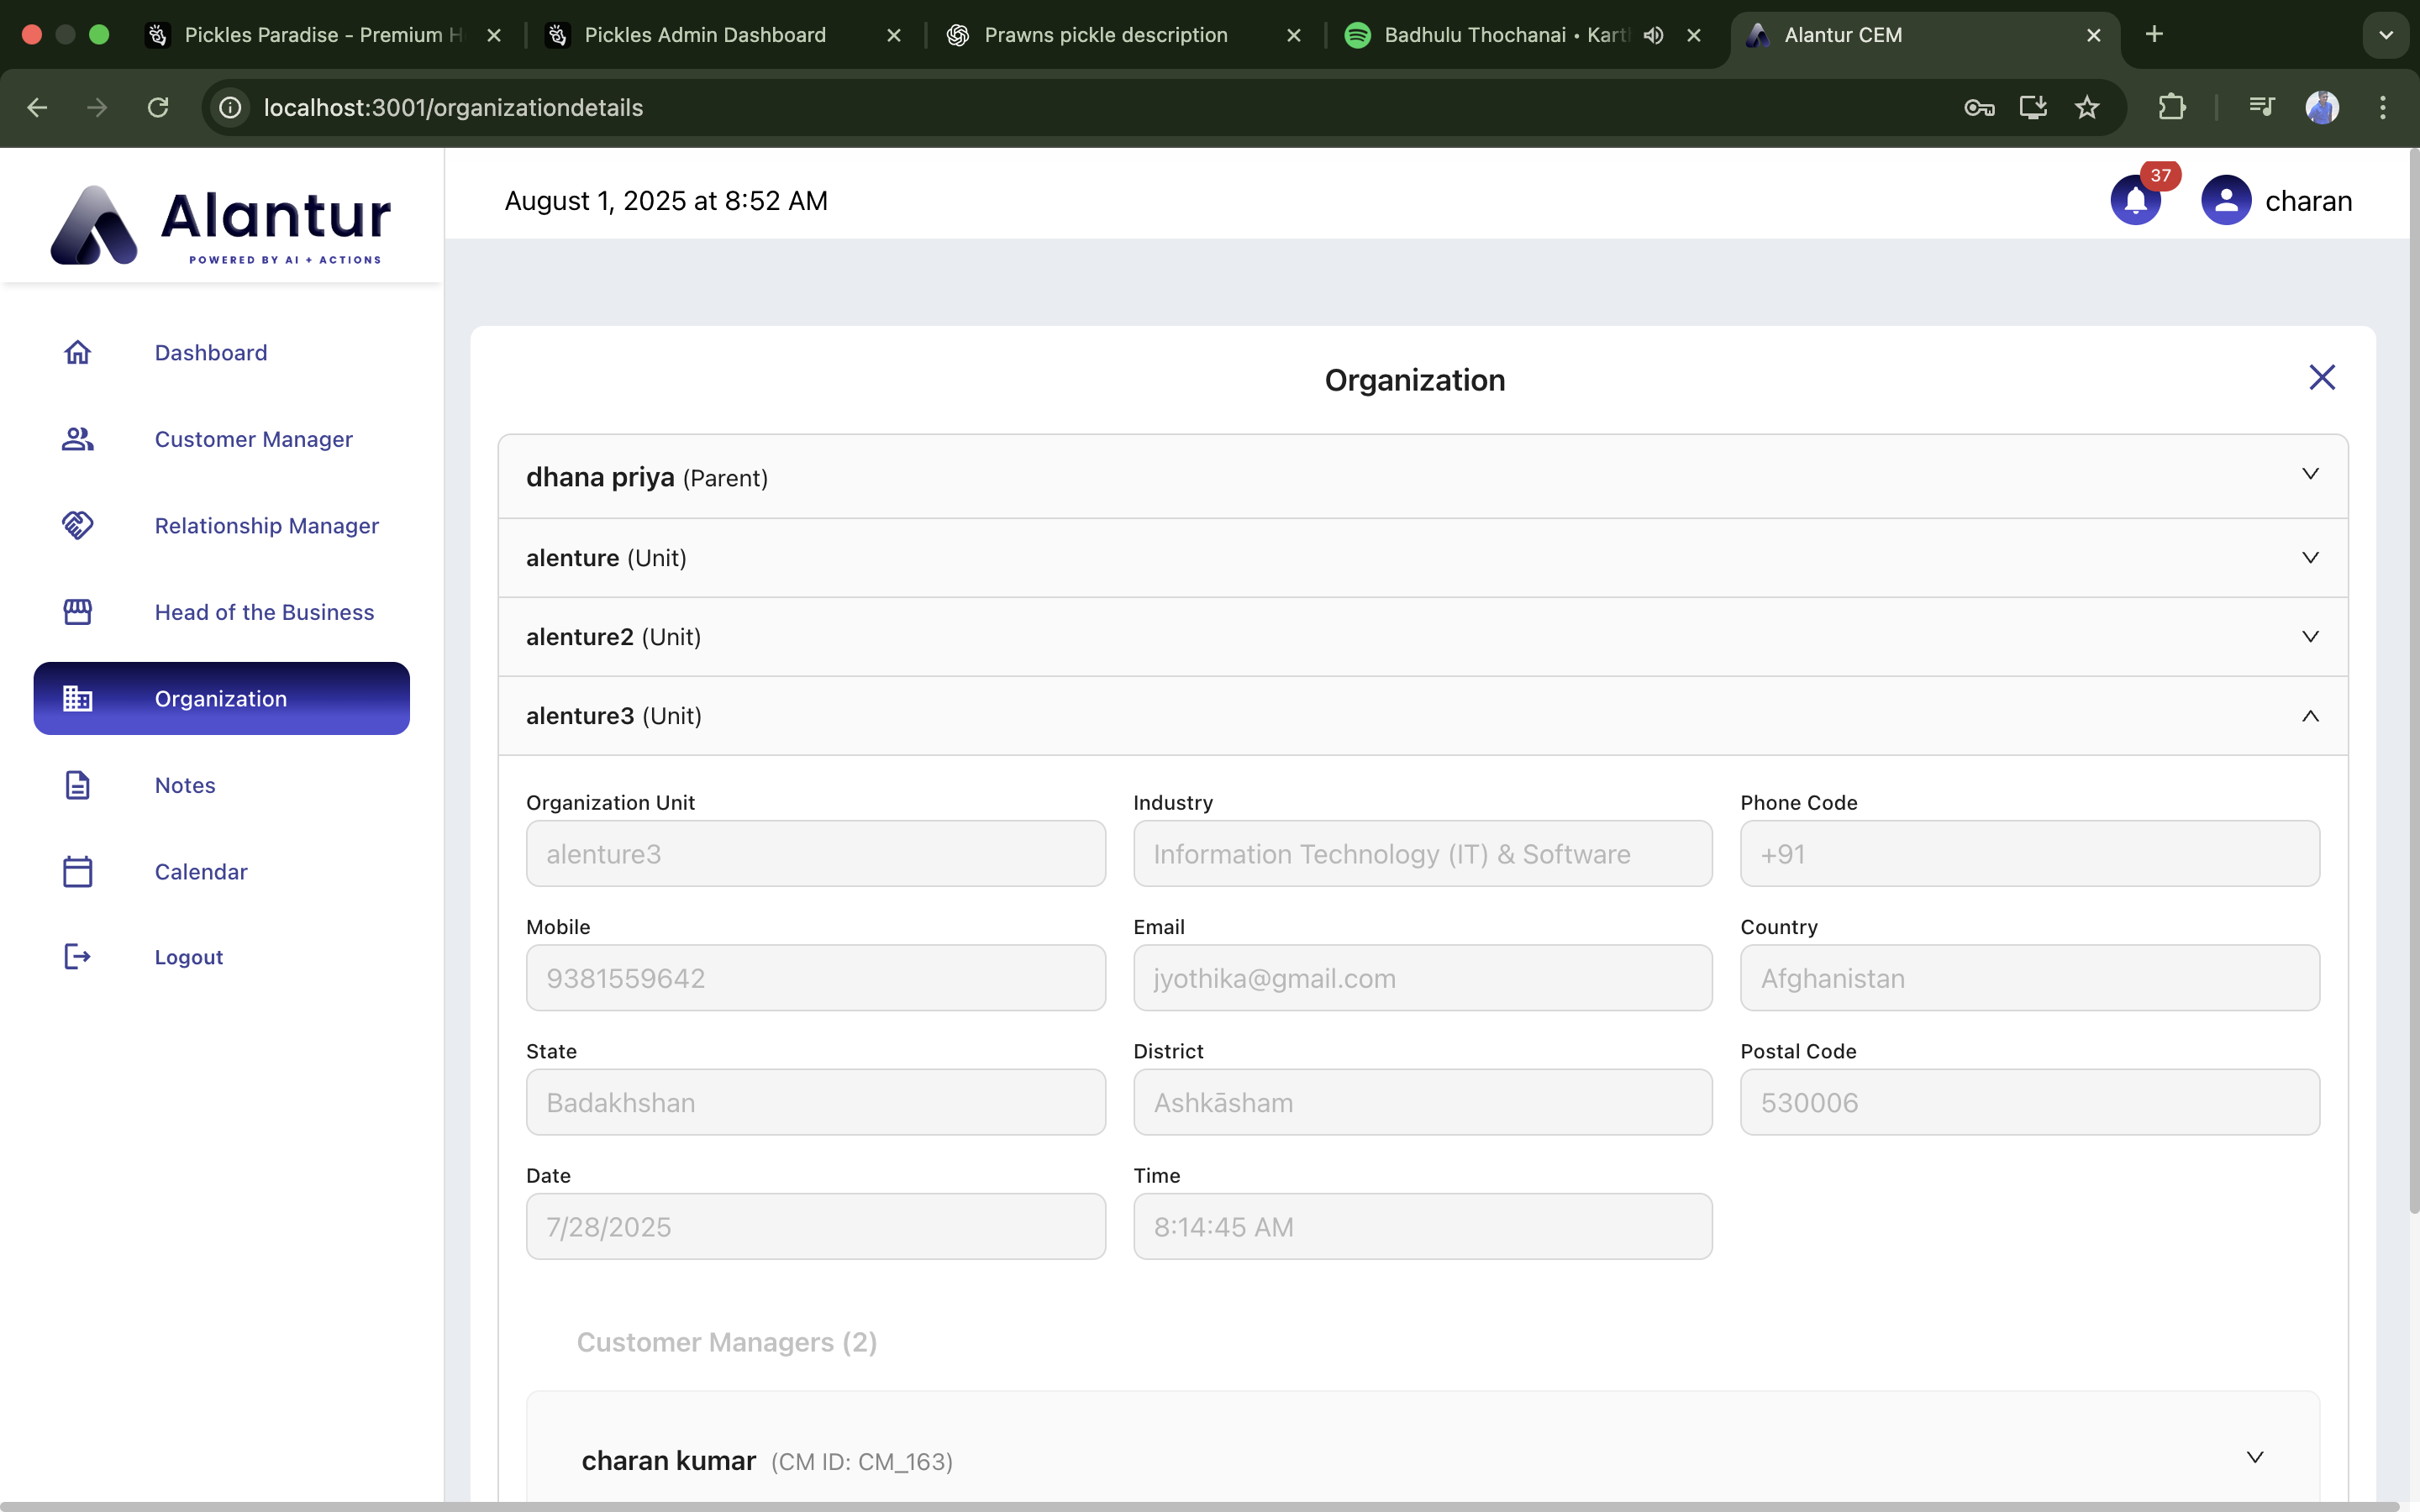 Pickles Paradise - Premium H
Pickles Admin Dashboard
Prawns pickle description
Badhulu Thochanai • Kart
Alantur CEM
localhost:3001/organizationdetails
Alantur
POWERED BY AI + ACTIONS
August 1, 2025 at 8:52 AM
37
charan
Dashboard
Customer Manager
Relationship Manager
Head of the Business
Organization
Notes
Calendar
Logout
Organization
dhana priya (Parent)
alenture (Unit)
alenture2 (Unit)
alenture3 (Unit)
Organization Unit
Industry
Phone Code
alenture3
Information Technology (IT) & Software
+91
Mobile
Email
Country
9381559642
jyothika@gmail.com
Afghanistan
State
District
Postal Code
Badakhshan
Ashkāsham
530006
Date
Time
7/28/2025
8:14:45 AM
Customer Managers (2)
charan kumar (CM ID: CM_163)